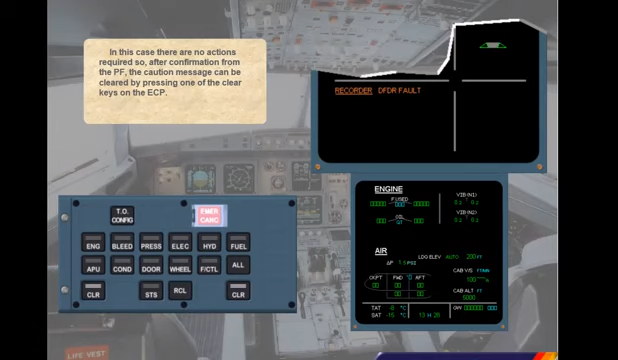 In this case there are no actions
required so, after confirmation from
the PF, the caution message can be
cleared by pressing one of the clear
keys on the ECP.
RECORDER DFDR FAULT
T.O.
CONFIG
EMER
CANC
ENG BLEED PRESS ELEC HYD FUEL
APU COND DOOR WHEEL F/CTL ALL
CLR STS RCL CLR
ENGINE
F.USED
VIB (N1)
OIL
QT
VIB (N2)
AIR
LDG ELEV AUTO 200 FT
ΔP PSI
CAB V/S FT/MN
100
CKPT FWD °C AFT
CAB ALT FT
TAT °C
SAT °C
LIFE VEST